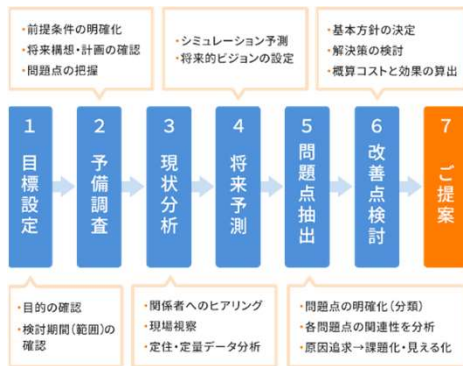 ・前提条件の明確化
・将来構想・計画の確認
・問題点の把握
・シミュレーション予測
・将来的ビジョンの設定
・基本方針の決定
・解決策の検討
・概算コストと効果の算出
1 目標設定
2 予備調査
3 現状分析
4 将来予測
5 問題点抽出
6 改善点検討
7 ご提案
・目的の確認
・検討期間(範囲)の
確認
・関係者へのヒアリング
・現場視察
・定住・定量データ分析
・問題点の明確化(分類)
・各問題点の関連性を分析
・原因追求→課題化・見える化